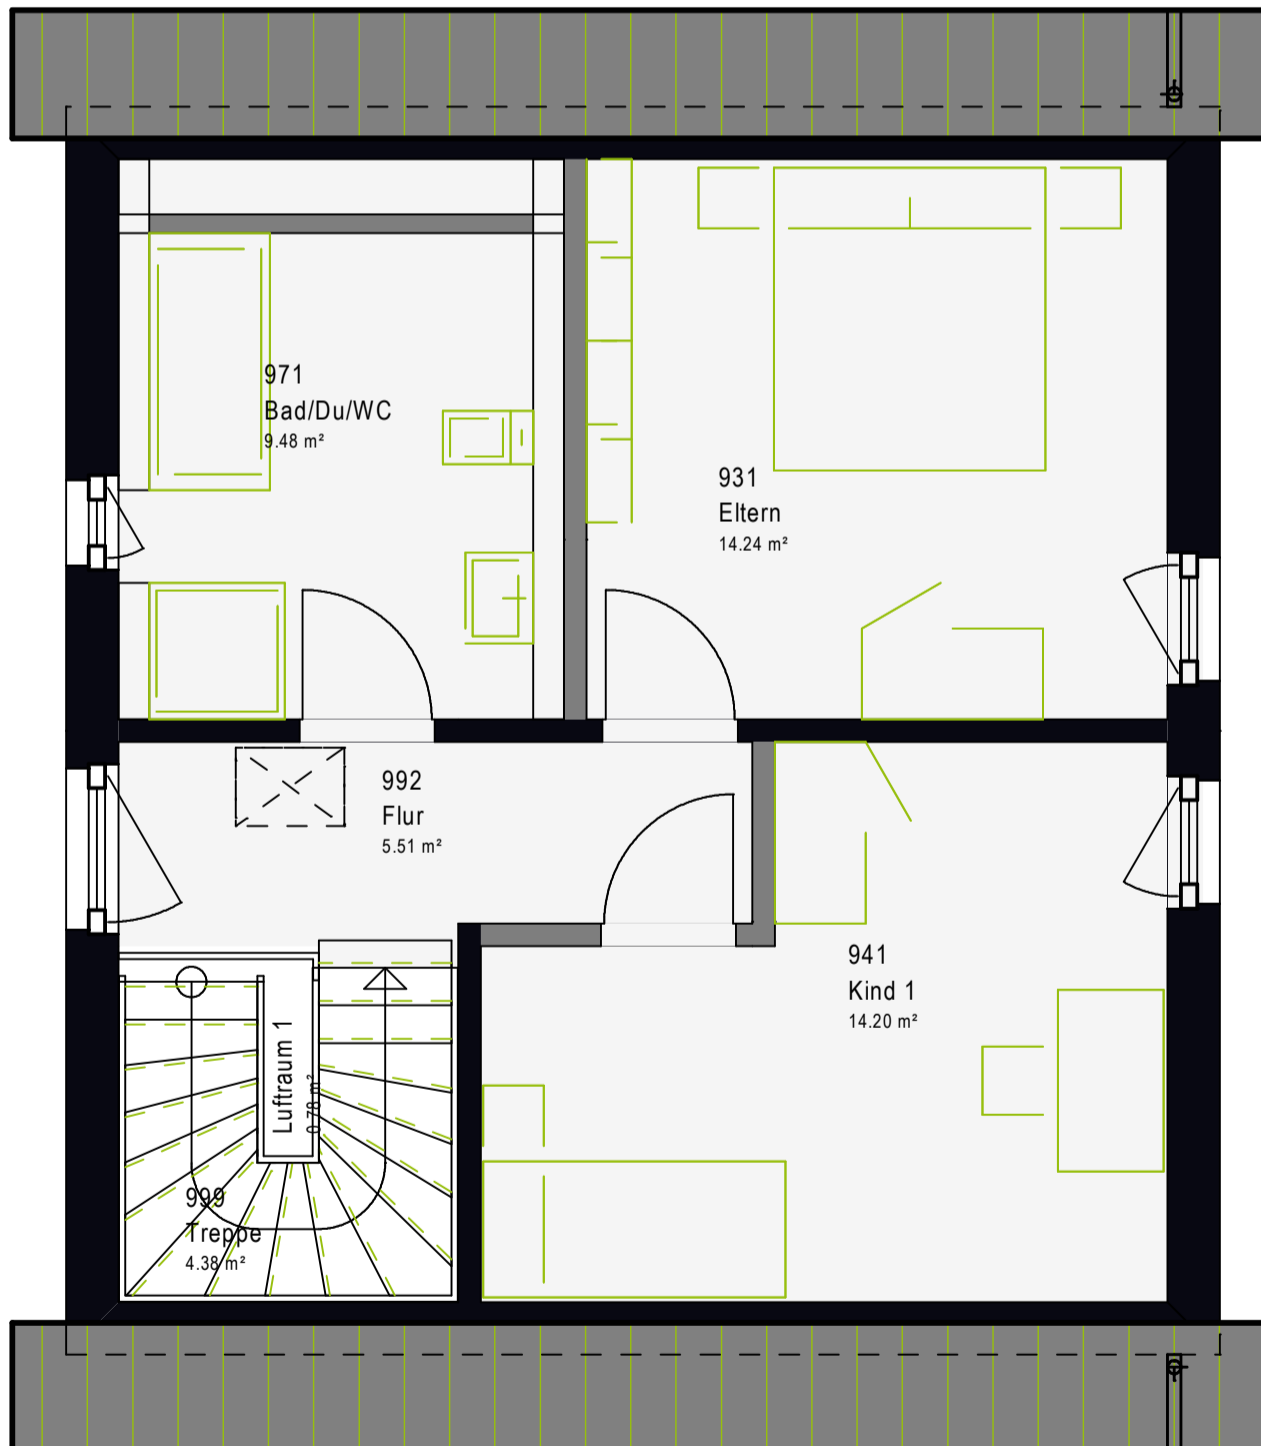 971
Bad/Du/WC
9.48 m²
931
Eltern
14.24 m²
992
Flur
5.51 m²
941
Kind 1
14.20 m²
Luftraum 1
0.78 m²
999
Treppe
4.38 m²